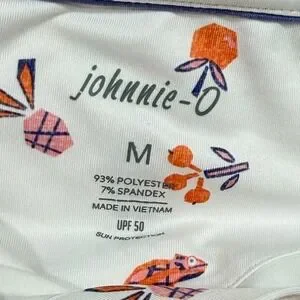 johnnie-O
M
93% POLYESTER
7% SPANDEX
MADE IN VIETNAM
UPF 50
SUN PROTECTION